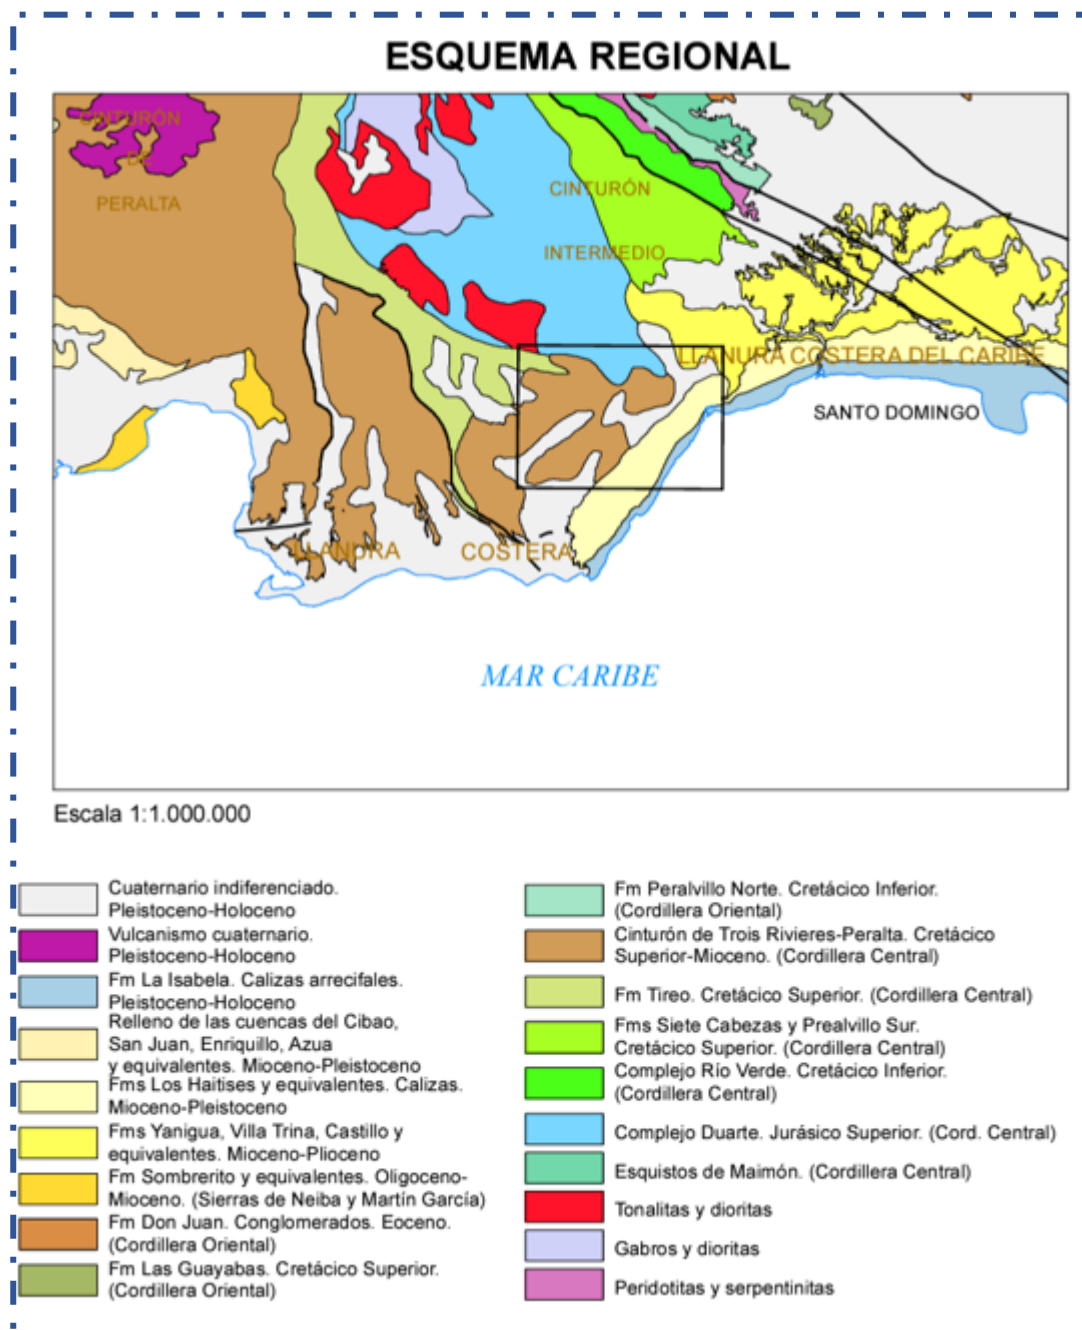 ESQUEMA REGIONAL
CINTURÓN
DE
PERALTA
CINTURÓN
INTERMEDIO
LLANURA COSTERA DEL CARIBE
SANTO DOMINGO
LLANURA COSTERA
MAR CARIBE
Escala 1:1.000.000
Cuaternario indiferenciado.
Pleistoceno-Holoceno
Vulcanismo cuaternario.
Pleistoceno-Holoceno
Fm La Isabela. Calizas arrecifales.
Pleistoceno-Holoceno
Relleno de las cuencas del Cibao,
San Juan, Enriquillo, Azua
y equivalentes. Mioceno-Pleistoceno
Fms Los Haitises y equivalentes. Calizas.
Mioceno-Pleistoceno
Fms Yanigua, Villa Trina, Castillo y
equivalentes. Mioceno-Plioceno
Fm Sombrerito y equivalentes. Oligoceno-
Mioceno. (Sierras de Neiba y Martín García)
Fm Don Juan. Conglomerados. Eoceno.
(Cordillera Oriental)
Fm Las Guayabas. Cretácico Superior.
(Cordillera Oriental)
Fm Peralvillo Norte. Cretácico Inferior.
(Cordillera Oriental)
Cinturón de Trois Rivieres-Peralta. Cretácico
Superior-Mioceno. (Cordillera Central)
Fm Tireo. Cretácico Superior. (Cordillera Central)
Fms Siete Cabezas y Prealvillo Sur.
Cretácico Superior. (Cordillera Central)
Complejo Río Verde. Cretácico Inferior.
(Cordillera Central)
Complejo Duarte. Jurásico Superior. (Cord. Central)
Esquistos de Maimón. (Cordillera Central)
Tonalitas y dioritas
Gabros y dioritas
Peridotitas y serpentinitas